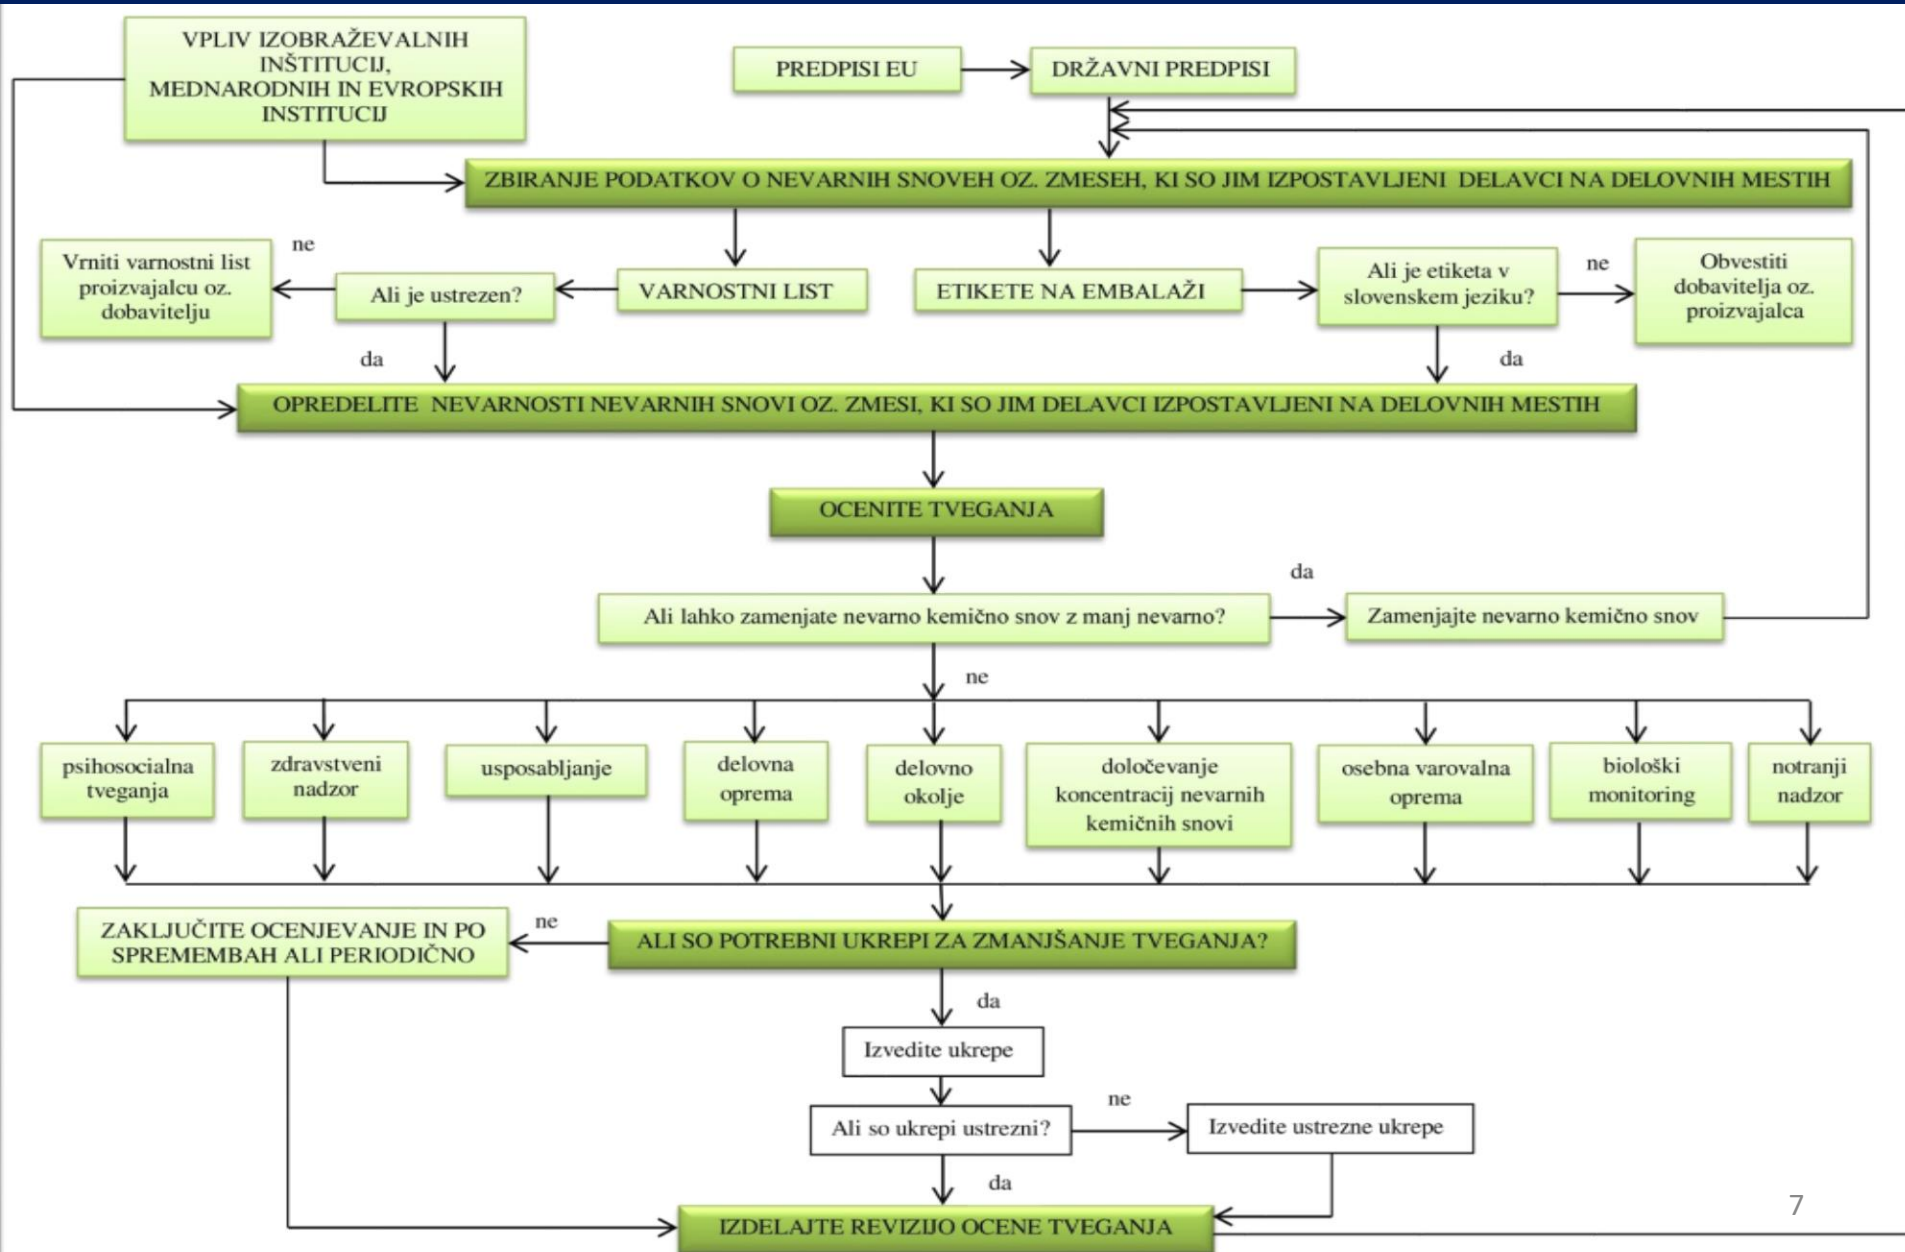 VPLIV IZOBRAŽEVALNIH
INŠTITUCIJ,
MEDNARODNIH IN EVROPSKIH
INSTITUCIJ
PREDPISI EU
DRŽAVNI PREDPISI
ZBIRANJE PODATKOV O NEVARNIH SNOVEH OZ. ZMESEH, KI SO JIM IZPOSTAVLJENI DELAVCI NA DELOVNIH MESTIH
Vrniti varnostni list
proizvajalcu oz.
dobavitelju
ne
Ali je ustrezen?
VARNOSTNI LIST
ETIKETE NA EMBALAŽI
Ali je etiketa v
slovenskem jeziku?
ne
Obvestiti
dobavitelja oz.
proizvajalca
da
da
OPREDELITE NEVARNOSTI NEVARNIH SNOVI OZ. ZMESI, KI SO JIM DELAVCI IZPOSTAVLJENI NA DELOVNIH MESTIH
OCENITE TVEGANJA
Ali lahko zamenjate nevarno kemično snov z manj nevarno?
da
Zamenjajte nevarno kemično snov
ne
psihosocialna
tveganja
zdravstveni
nadzor
usposabljanje
delovna
oprema
delovno
okolje
določevanje
koncentracij nevarnih
kemičnih snovi
osebna varovalna
oprema
biološki
monitoring
notranji
nadzor
ZAKLJUČITE OCENJEVANJE IN PO
SPREMEMBAH ALI PERIODIČNO
ne
ALI SO POTREBNI UKREPI ZA ZMANJŠANJE TVEGANJA?
da
Izvedite ukrepe
Ali so ukrepi ustrezni?
ne
Izvedite ustrezne ukrepe
da
IZDELAJTE REVIZIJO OCENE TVEGANJA
7